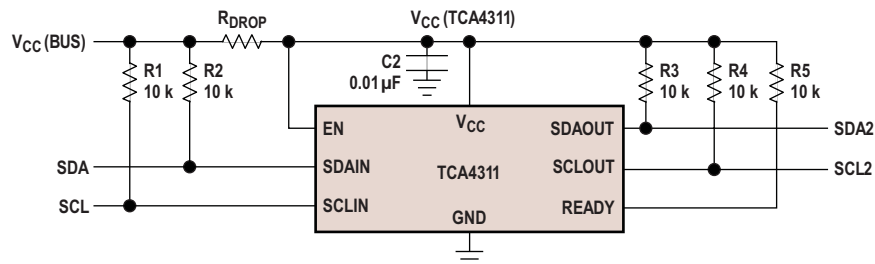 RDROP
VCC (TCA4311)
VCC (BUS)
R1
10 k
R2
10 k
C2
0.01 µF
R3
10 k
R4
10 k
R5
10 k
EN
VCC
SDAOUT
SDA2
SDA
SDAIN
TCA4311
SCLOUT
SCL2
SCL
SCLIN
GND
READY